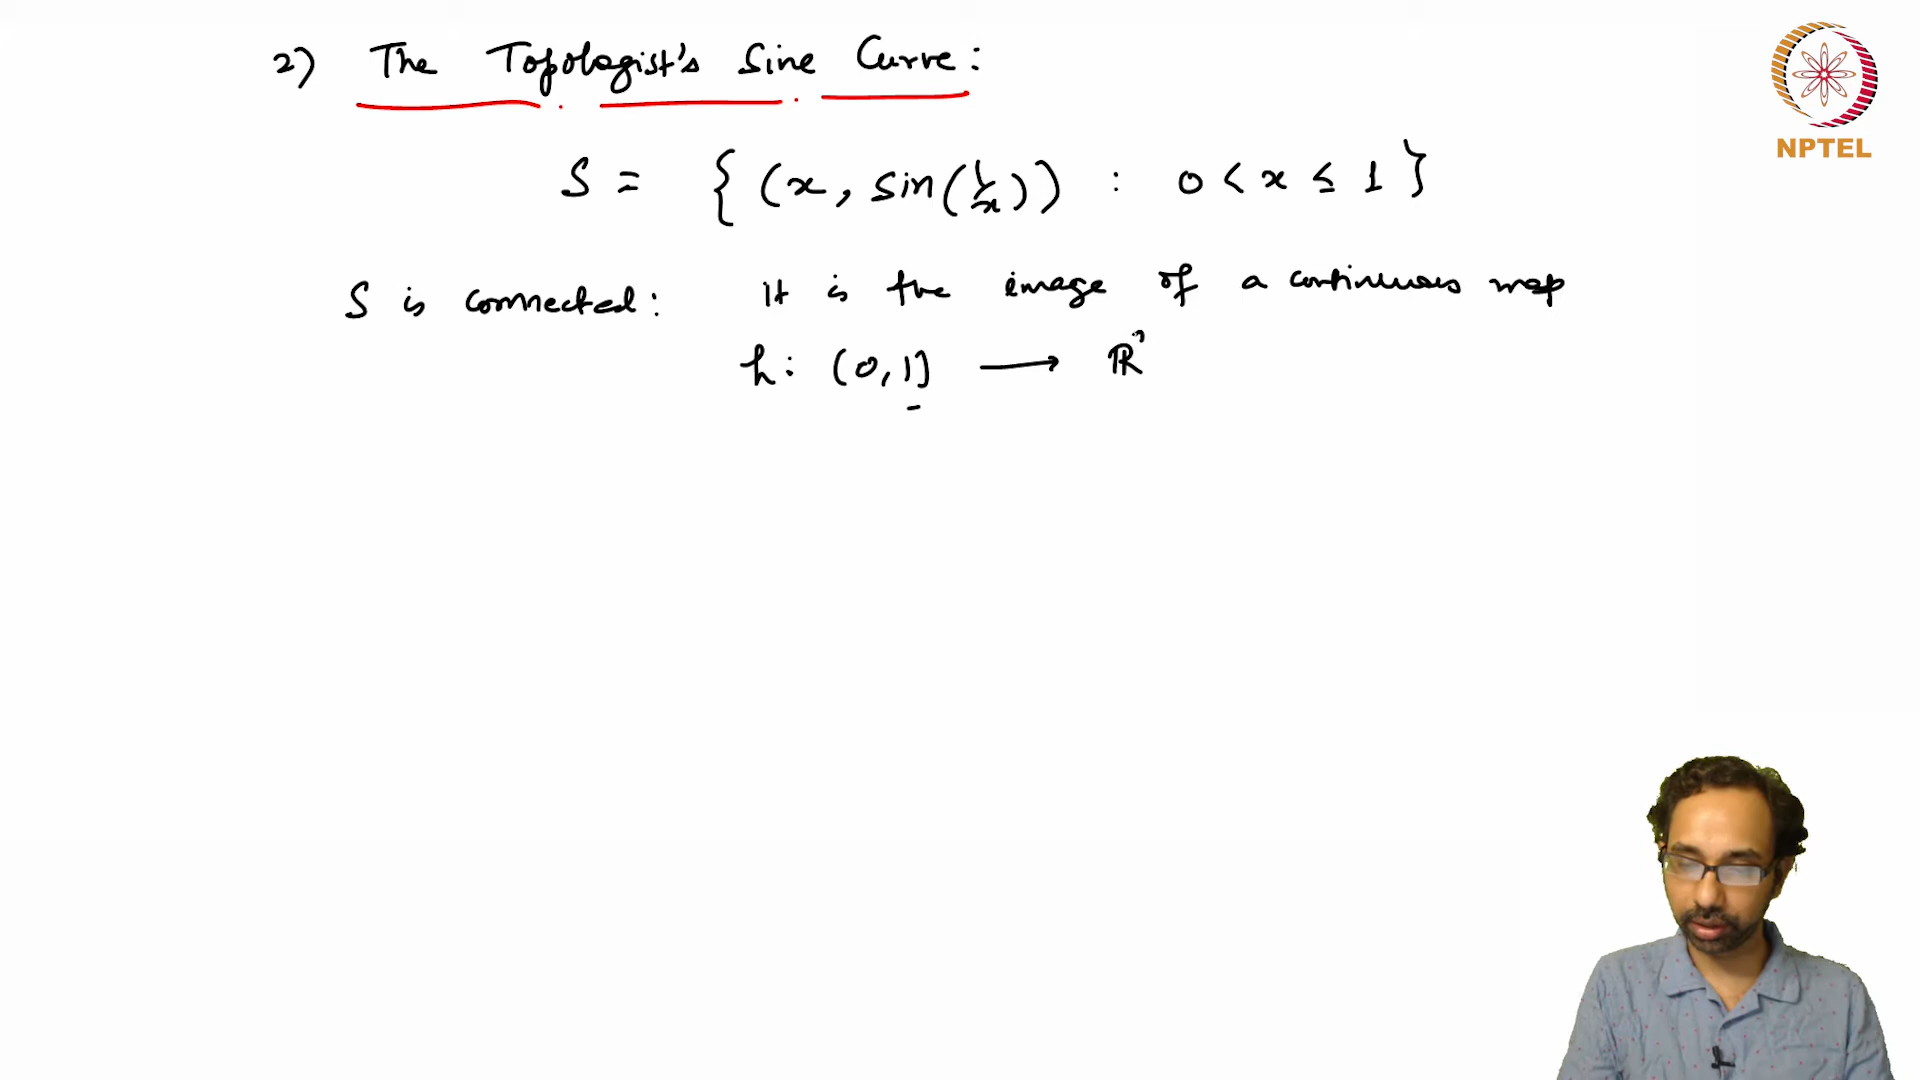 2) The Topologist's Sine Curve:
S = { (x, sin(1/x)) : 0 < x ≤ 1 }
S is connected: It is the image of a continuous map
h: (0,1] ⟶ ℝ²
NPTEL